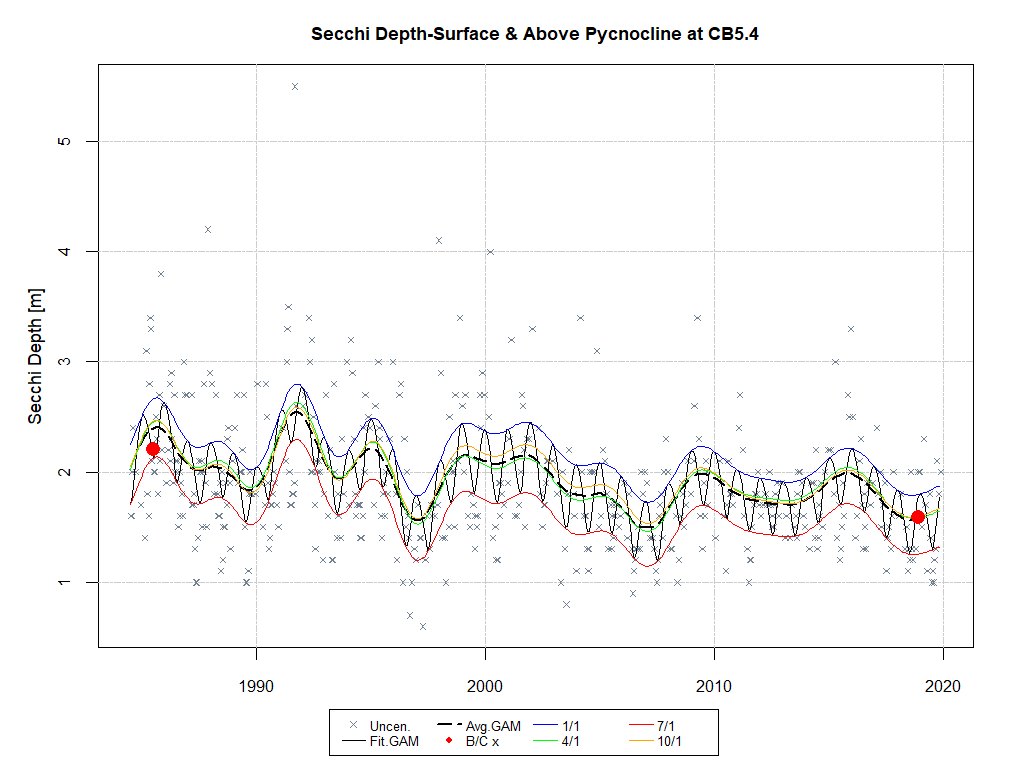 Secchi Depth-Surface & Above Pycnocline at CB5.4
Secchi Depth [m]
5
4
3
2
1
1990 2000 2010 2020
Uncen. Avg.GAM 1/1 7/1
Fit.GAM B/C x 4/1 10/1